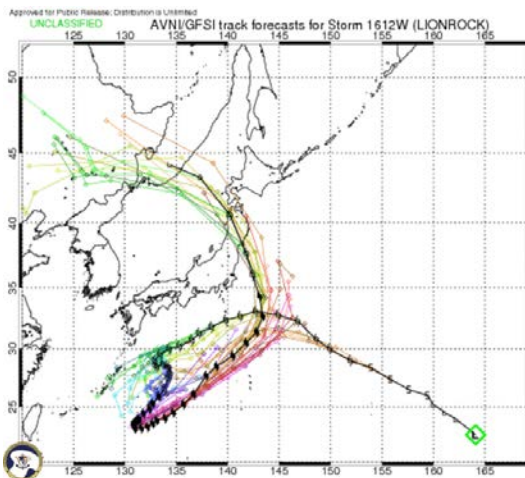 Approved for Public Release; Distribution is Unlimited
UNCLASSIFIED
AVNI/GFSI track forecasts for Storm 1612W (LIONROCK)
50
45
40
35
30
25
125 130 135 140 145 150 155 160 165
125 130 135 140 145 150 155 160 165